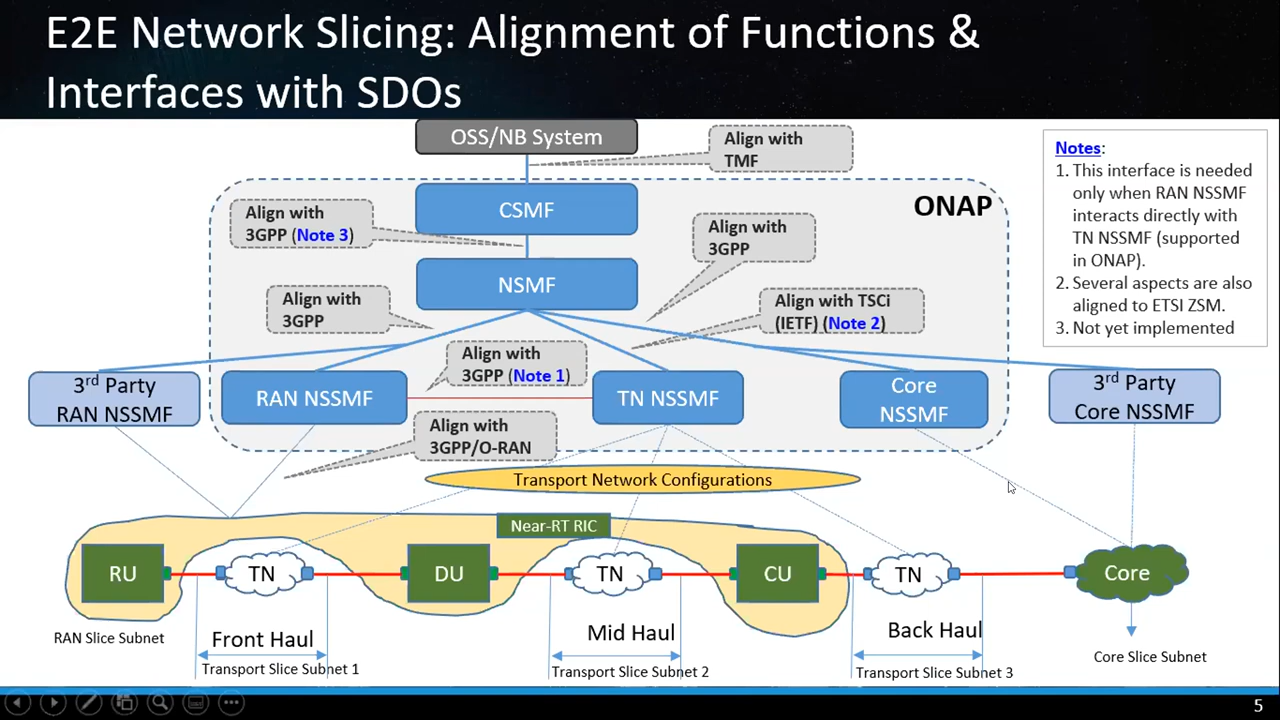 E2E Network Slicing: Alignment of Functions &
Interfaces with SDOs
OSS/NB System
Align with
TMF
Notes:
1. This interface is needed
only when RAN NSSMF
interacts directly with
TN NSSMF (supported
in ONAP).
2. Several aspects are also
aligned to ETSI ZSM.
3. Not yet implemented
ONAP
CSMF
Align with
3GPP (Note 3)
Align with
3GPP
NSMF
Align with
3GPP
Align with TSCi
(IETF) (Note 2)
Align with
3GPP (Note 1)
3rd Party
RAN NSSMF
RAN NSSMF
TN NSSMF
Core
NSSMF
3rd Party
Core NSSMF
Align with
3GPP/O-RAN
Transport Network Configurations
Near-RT RIC
RU
TN
DU
TN
CU
TN
Core
RAN Slice Subnet
Front Haul
Mid Haul
Back Haul
Core Slice Subnet
Transport Slice Subnet 1
Transport Slice Subnet 2
Transport Slice Subnet 3
5